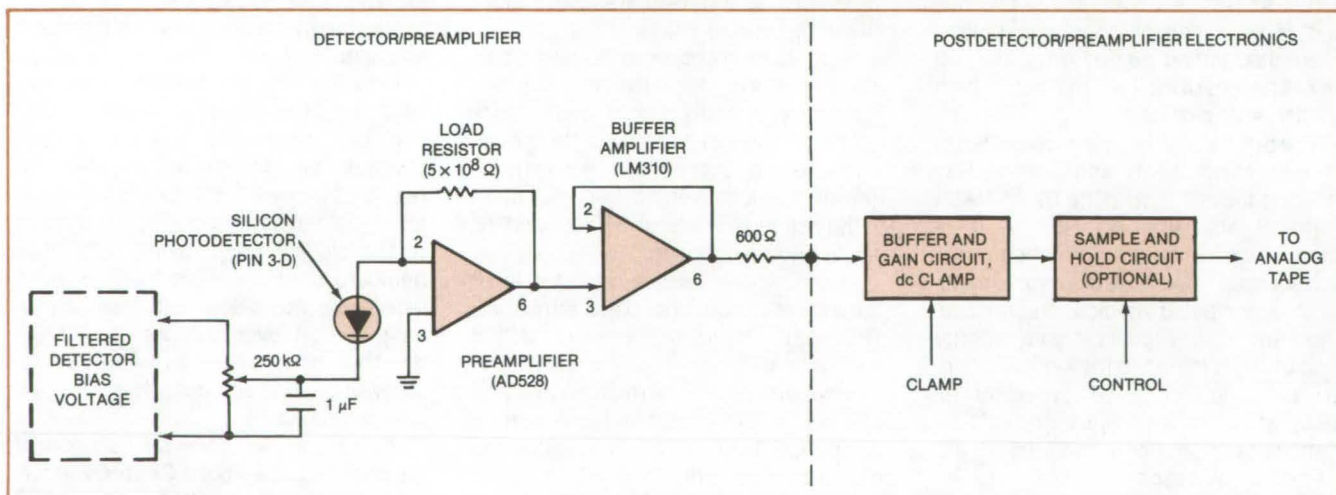 DETECTOR/PREAMPLIFIER
POSTDETECTOR/PREAMPLIFIER ELECTRONICS
LOAD
RESISTOR
(5 × 10⁸ Ω)
BUFFER
AMPLIFIER
(LM310)
SILICON
PHOTODETECTOR
(PIN 3-D)
2
3
6
PREAMPLIFIER
(AD528)
2
3
6
600 Ω
BUFFER AND
GAIN CIRCUIT,
dc CLAMP
SAMPLE AND
HOLD CIRCUIT
(OPTIONAL)
TO
ANALOG
TAPE
CLAMP
CONTROL
FILTERED
DETECTOR
BIAS
VOLTAGE
250 kΩ
1 μF